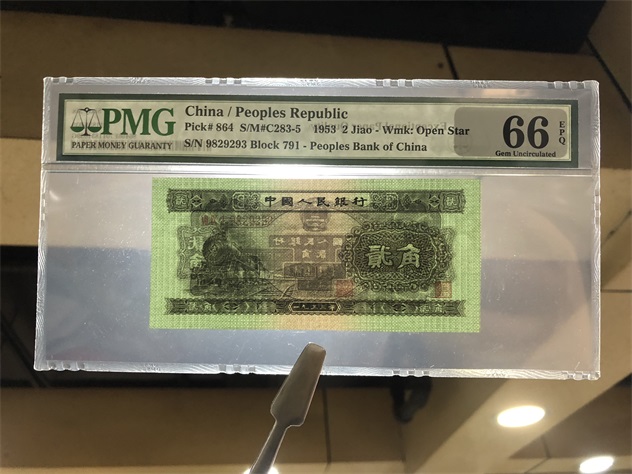 PMG
PAPER MONEY GUARANTY
China / Peoples Republic
Pick# 864 S/M#C283-5 1953 2 Jiao - Wmk: Open Star
S/N 9829293 Block 791 - Peoples Bank of China
66
EPQ
Gem Uncirculated
中國人民銀行
貳角